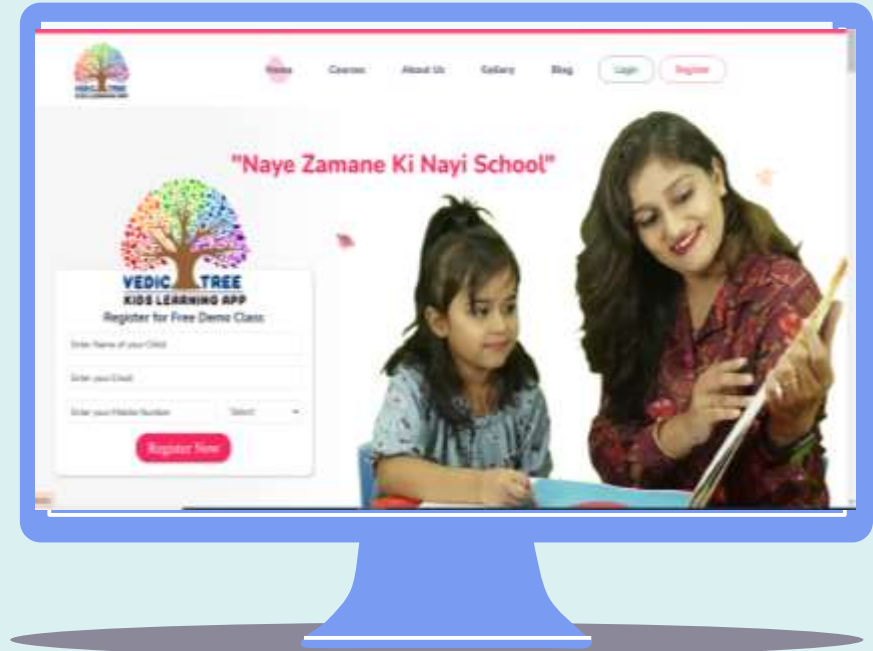 Home Courses About Us Gallery Blog Login Register
"Naye Zamane Ki Nayi School"
VEDIC TREE
KIDS LEARNING APP
Register for Free Demo Class
Enter Name of your Child
Enter your Email
Enter your Mobile Number Select
Register Now